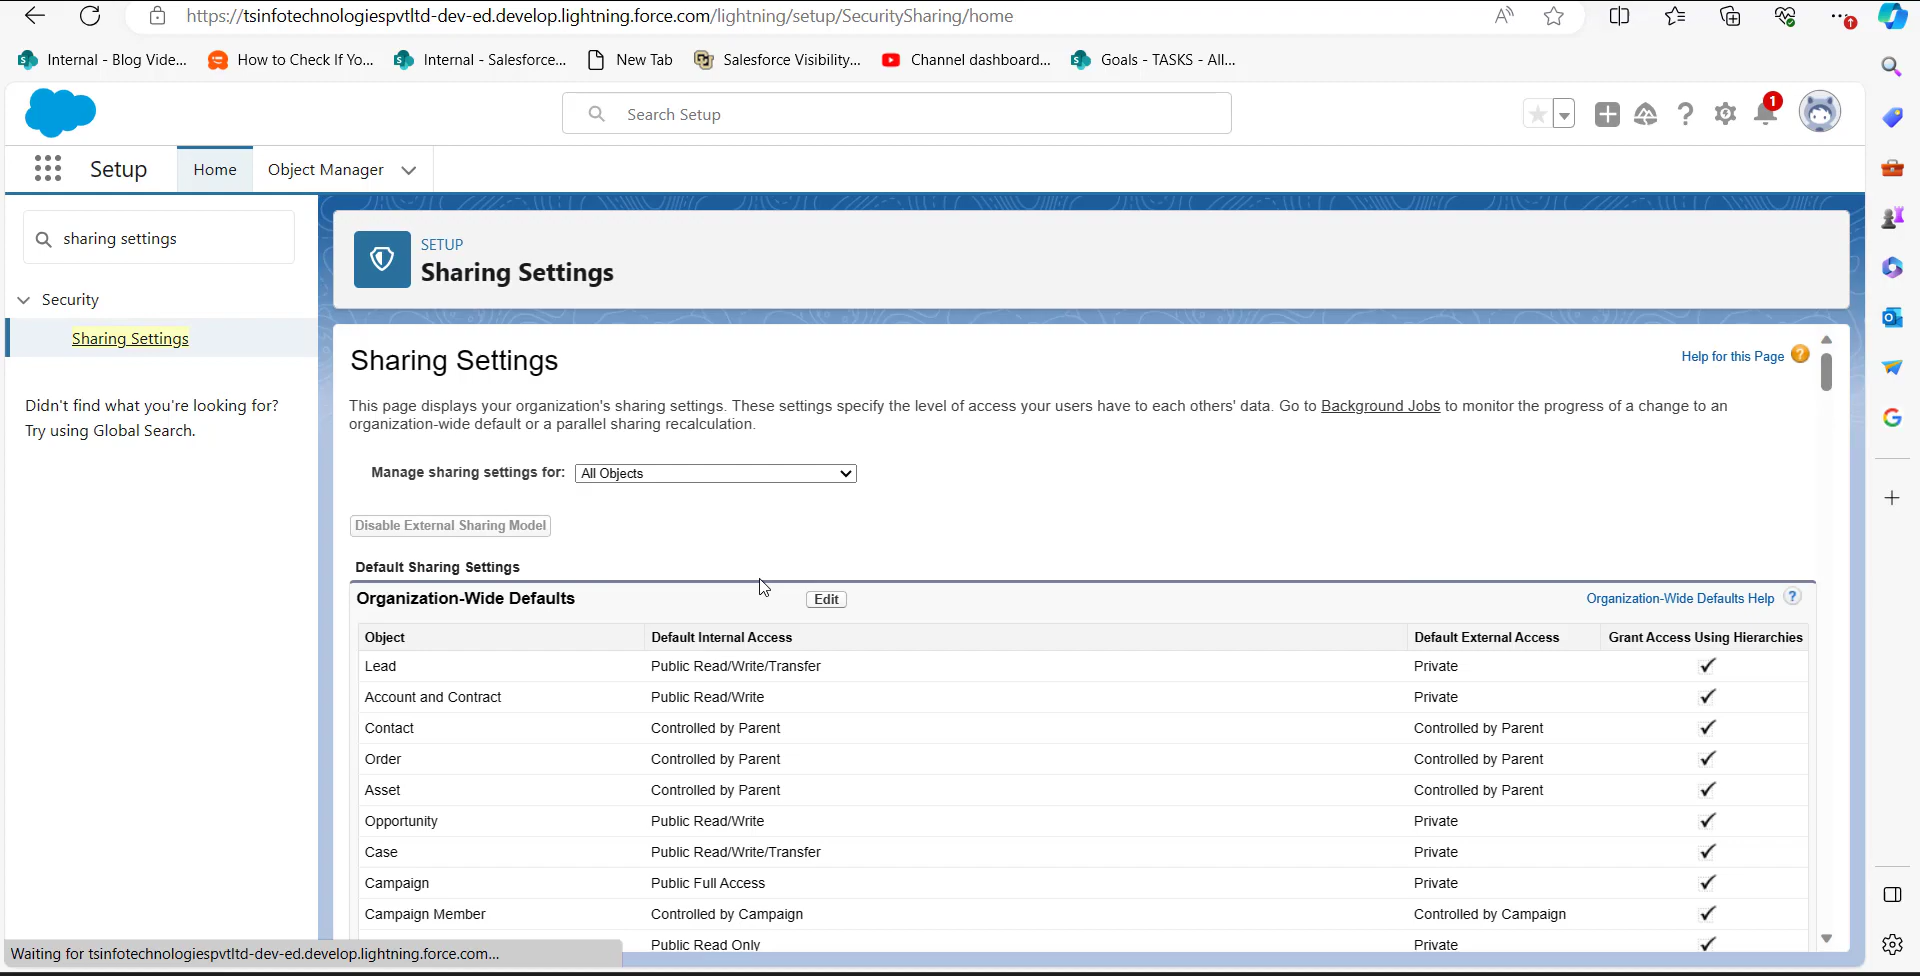 https://tsinfotechnologiespvtltd-dev-ed.develop.lightning.force.com/lightning/setup/SecuritySharing/home
Internal - Blog Vide...
How to Check If Yo...
Internal - Salesforce...
New Tab
Salesforce Visibility...
Channel dashboard...
Goals - TASKS - All...
Search Setup
1
Setup
Home
Object Manager
sharing settings
Security
Sharing Settings
Didn't find what you're looking for?
Try using Global Search.
SETUP
Sharing Settings
Sharing Settings
Help for this Page
This page displays your organization's sharing settings. These settings specify the level of access your users have to each others' data. Go to Background Jobs to monitor the progress of a change to an
organization-wide default or a parallel sharing recalculation.
Manage sharing settings for: All Objects
Disable External Sharing Model
Default Sharing Settings
Organization-Wide Defaults Edit Organization-Wide Defaults Help ?
Object Default Internal Access Default External Access Grant Access Using Hierarchies
Lead Public Read/Write/Transfer Private
Account and Contract Public Read/Write Private
Contact Controlled by Parent Controlled by Parent
Order Controlled by Parent Controlled by Parent
Asset Controlled by Parent Controlled by Parent
Opportunity Public Read/Write Private
Case Public Read/Write/Transfer Private
Campaign Public Full Access Private
Campaign Member Controlled by Campaign Controlled by Campaign
Public Read Only Private
Waiting for tsinfotechnologiespvtltd-dev-ed.develop.lightning.force.com...